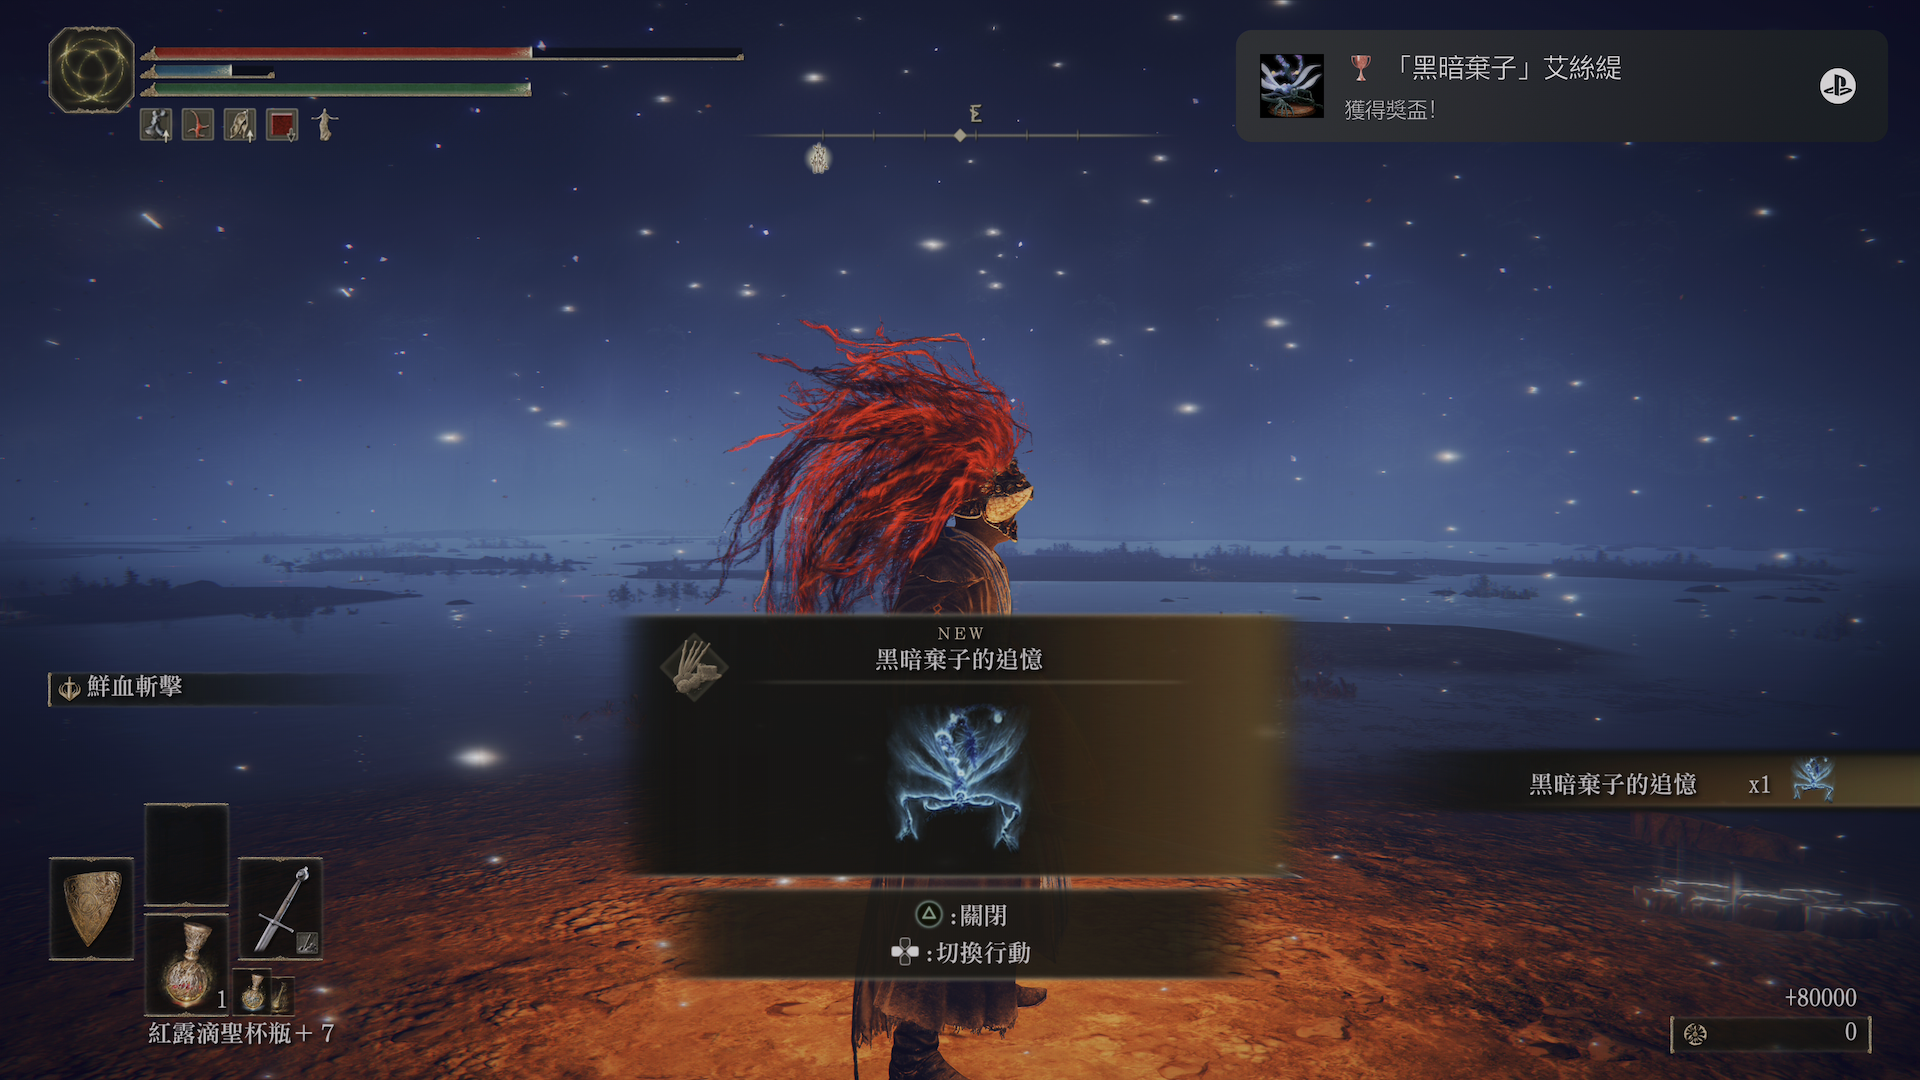 「黑暗棄子」艾絲緹
獲得獎盃!
E
NEW
黑暗棄子的追憶
鮮血斬擊
黑暗棄子的追憶 x1
:關閉
:切換行動
1
紅露滴聖杯瓶+7
+80000
0